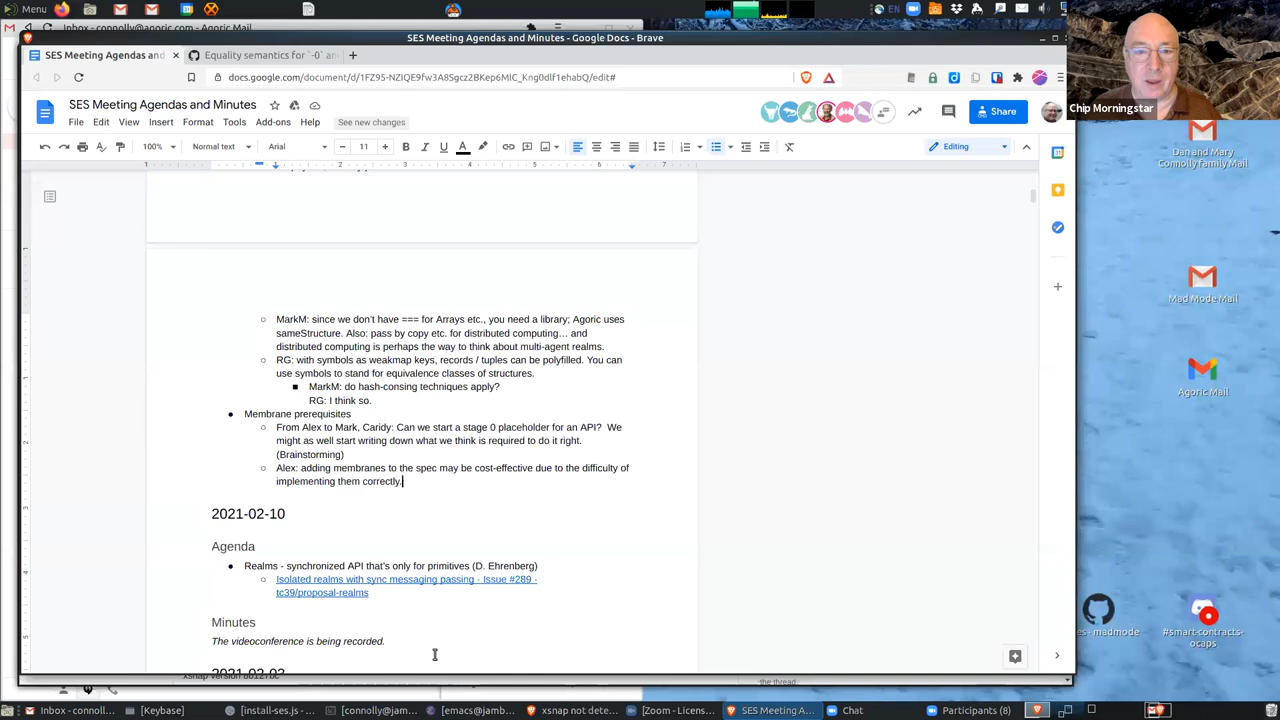 Menu
EN
Inbox - connolly@agoric.com - Agoric Mail
SES Meeting Agendas and Minutes - Google Docs - Brave
SES Meeting Agendas and
Equality semantics for `-0` an
docs.google.com/document/d/1FZ95-NZIQE9fw3A8Sgcz2BKep6MlC_Kng0dlf1ehabQ/edit#
SES Meeting Agendas and Minutes
File Edit View Insert Format Tools Add-ons Help See new changes
Share
100% Normal text Arial 11 Editing
MarkM: since we don't have === for Arrays etc., you need a library; Agoric uses
sameStructure. Also: pass by copy etc. for distributed computing… and
distributed computing is perhaps the way to think about multi-agent realms.
RG: with symbols as weakmap keys, records / tuples can be polyfilled. You can
use symbols to stand for equivalence classes of structures.
MarkM: do hash-consing techniques apply?
RG: I think so.
Membrane prerequisites
From Alex to Mark, Caridy: Can we start a stage 0 placeholder for an API? We
might as well start writing down what we think is required to do it right.
(Brainstorming)
Alex: adding membranes to the spec may be cost-effective due to the difficulty of
implementing them correctly.
2021-02-10
Agenda
Realms - synchronized API that's only for primitives (D. Ehrenberg)
Isolated realms with sync messaging passing · Issue #289 ·
tc39/proposal-realms
Minutes
The videoconference is being recorded.
2021-02-03
the thread.
Chip Morningstar
Dan and Mary
Connolly family Mail
Mad Mode Mail
Agoric Mail
es - madmode
#smart-contracts-
ocaps
Inbox - connoll...
[Keybase]
[install-ses.js - ...
connolly@jam...
[emacs@jamb...
xsnap not dete...
[Zoom - Licens...
SES Meeting A...
Chat
Participants (8)